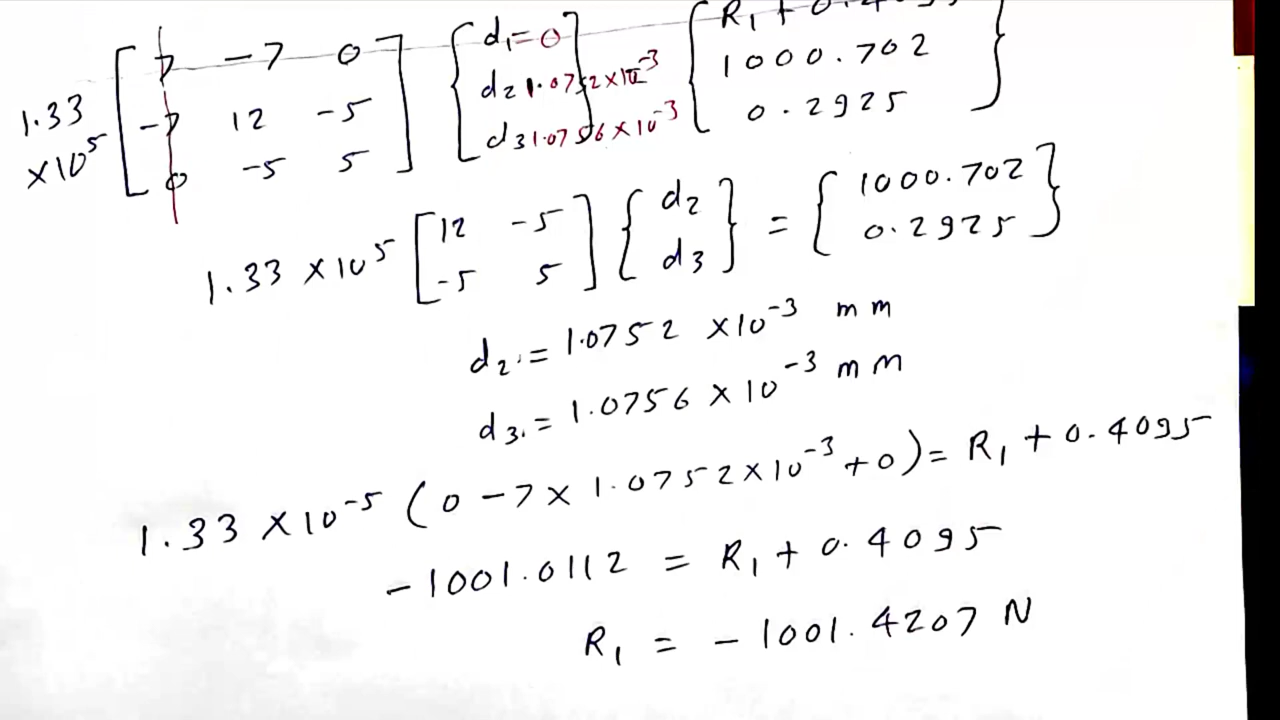 1.33 ×10⁵ [ 7 -7 0 ] { d₁=0 } { R₁ + 0.4095 }
[ -7 12 -5 ] { d₂ 1.0752×10⁻³ } { 1000.702 }
[ 0 -5 5 ] { d₃ 1.0756×10⁻³ } { 0.2925 }
1.33 ×10⁵ [ 12 -5 ] { d₂ } = { 1000.702 }
[ -5 5 ] { d₃ } { 0.2925 }
d₂ = 1.0752 ×10⁻³ mm
d₃. = 1.0756 ×10⁻³ mm
1.33 ×10⁻⁵ ( 0 - 7 × 1.0752×10⁻³ + 0 ) = R₁ + 0.4095
-1001.0112 = R₁ + 0.4095
R₁ = -1001.4207 N